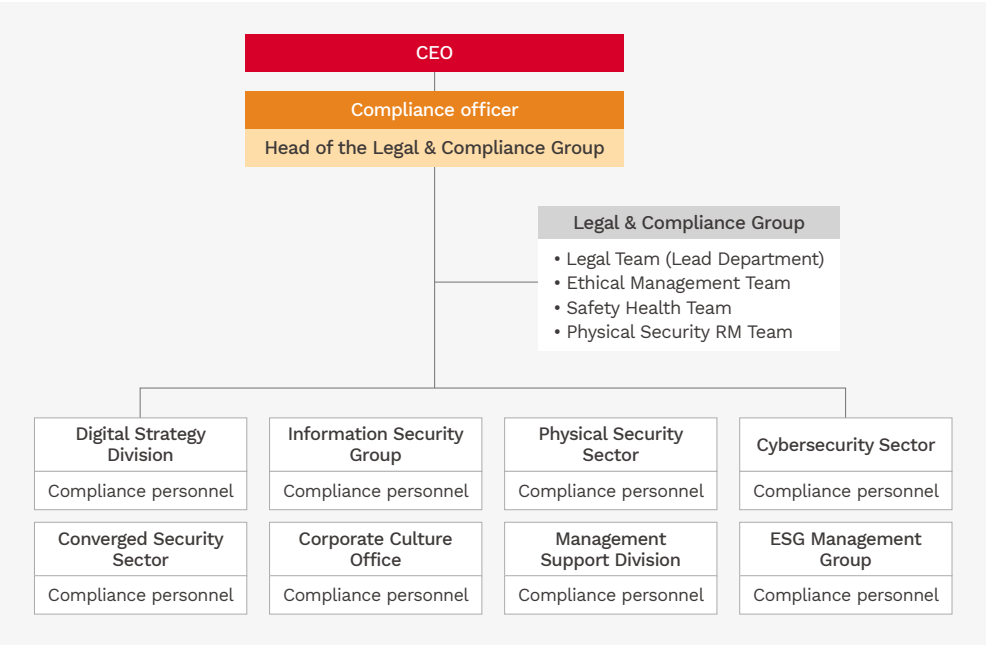 CEO
Compliance officer
Head of the Legal & Compliance Group
Legal & Compliance Group
• Legal Team (Lead Department)
• Ethical Management Team
• Safety Health Team
• Physical Security RM Team
Digital Strategy
Division
Compliance personnel
Information Security
Group
Compliance personnel
Physical Security
Sector
Compliance personnel
Cybersecurity Sector
Compliance personnel
Converged Security
Sector
Compliance personnel
Corporate Culture
Office
Compliance personnel
Management
Support Division
Compliance personnel
ESG Management
Group
Compliance personnel